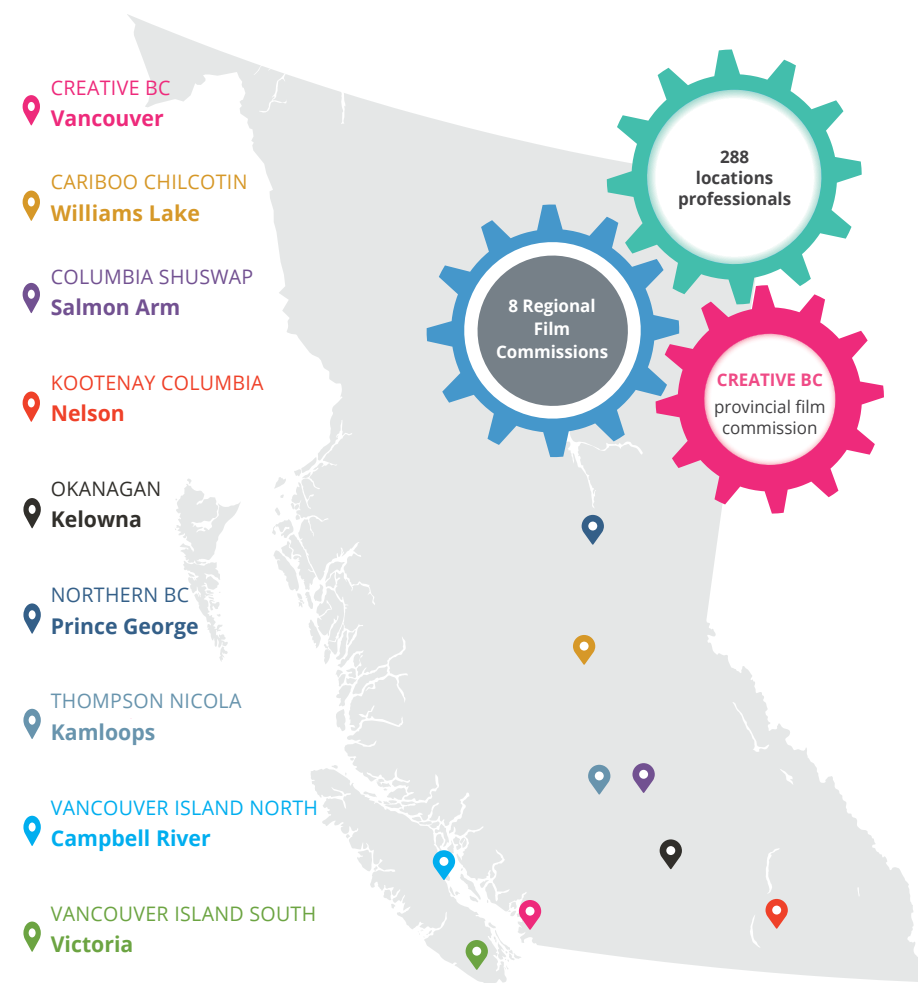 CREATIVE BC
Vancouver
CARIBOO CHILCOTIN
Williams Lake
COLUMBIA SHUSWAP
Salmon Arm
KOOTENAY COLUMBIA
Nelson
OKANAGAN
Kelowna
NORTHERN BC
Prince George
THOMPSON NICOLA
Kamloops
VANCOUVER ISLAND NORTH
Campbell River
VANCOUVER ISLAND SOUTH
Victoria
288
locations
professionals
8 Regional
Film
Commissions
CREATIVE BC
provincial film
commission